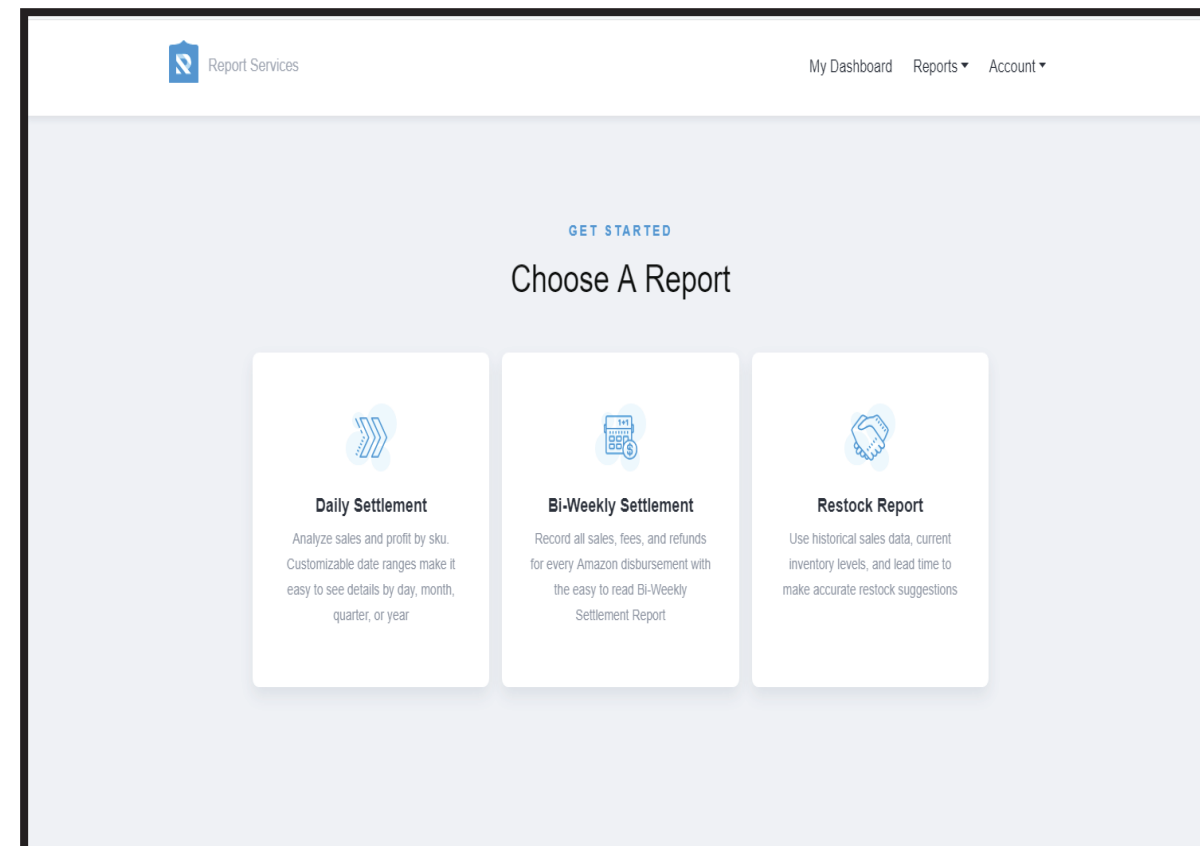 Report Services
My Dashboard Reports Account
GET STARTED
Choose A Report
Daily Settlement
Analyze sales and profit by sku.
Customizable date ranges make it
easy to see details by day, month,
quarter, or year
1+1
$
Bi-Weekly Settlement
Record all sales, fees, and refunds
for every Amazon disbursement with
the easy to read Bi-Weekly
Settlement Report
Restock Report
Use historical sales data, current
inventory levels, and lead time to
make accurate restock suggestions